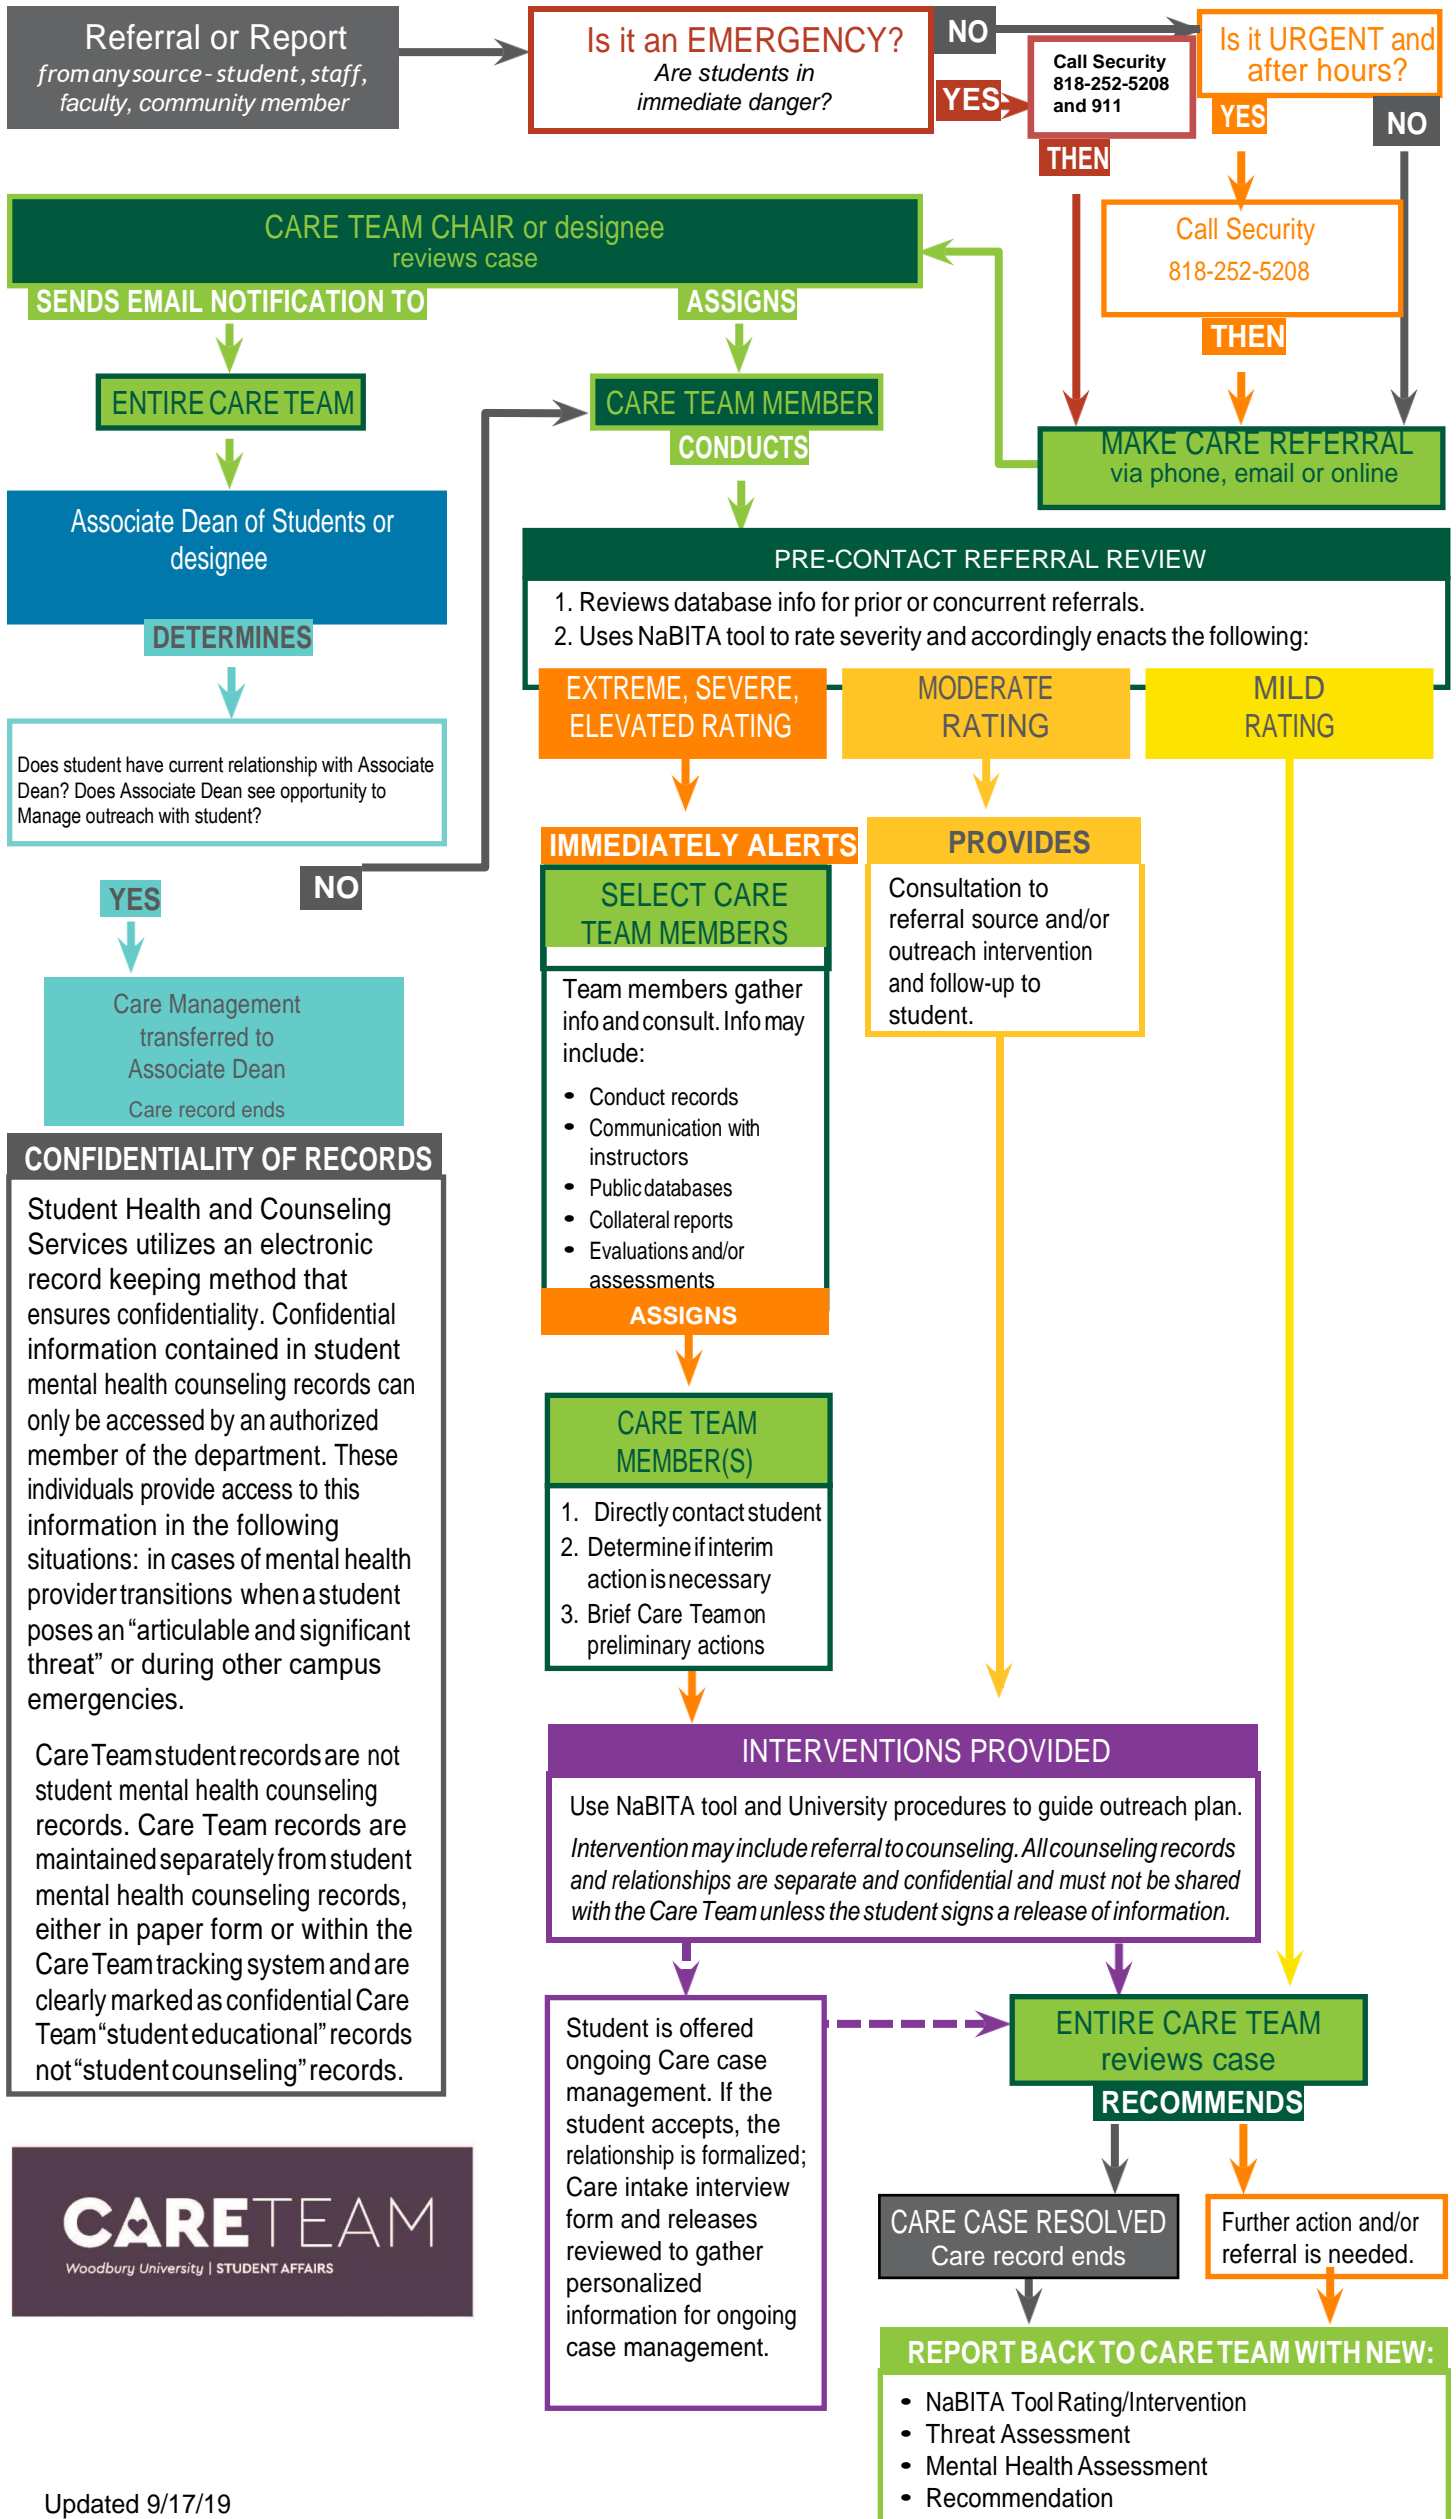 Referral or Report
from any source - student, staff,
faculty, community member
Is it an EMERGENCY?
Are students in
immediate danger?
NO
YES
Call Security
818-252-5208
and 911
THEN
Is it URGENT and
after hours?
YES
NO
Call Security
818-252-5208
THEN
MAKE CARE REFERRAL
via phone, email or online
CARE TEAM CHAIR or designee
reviews case
SENDS EMAIL NOTIFICATION TO
ASSIGNS
ENTIRE CARE TEAM
CARE TEAM MEMBER
CONDUCTS
Associate Dean of Students or
designee
DETERMINES
Does student have current relationship with Associate
Dean? Does Associate Dean see opportunity to
Manage outreach with student?
YES
NO
Care Management
transferred to
Associate Dean
Care record ends
PRE-CONTACT REFERRAL REVIEW
1. Reviews database info for prior or concurrent referrals.
2. Uses NaBITA tool to rate severity and accordingly enacts the following:
EXTREME, SEVERE,
ELEVATED RATING
MODERATE
RATING
MILD
RATING
IMMEDIATELY ALERTS
SELECT CARE
TEAM MEMBERS
Team members gather
info and consult. Info may
include:
• Conduct records
• Communication with
instructors
• Public databases
• Collateral reports
• Evaluations and/or
assessments
ASSIGNS
CARE TEAM
MEMBER(S)
1. Directly contact student
2. Determine if interim
action is necessary
3. Brief Care Team on
preliminary actions
PROVIDES
Consultation to
referral source and/or
outreach intervention
and follow-up to
student.
INTERVENTIONS PROVIDED
Use NaBITA tool and University procedures to guide outreach plan.
Intervention may include referral to counseling. All counseling records
and relationships are separate and confidential and must not be shared
with the Care Team unless the student signs a release of information.
Student is offered
ongoing Care case
management. If the
student accepts, the
relationship is formalized;
Care intake interview
form and releases
reviewed to gather
personalized
information for ongoing
case management.
ENTIRE CARE TEAM
reviews case
RECOMMENDS
CARE CASE RESOLVED
Care record ends
Further action and/or
referral is needed.
REPORT BACK TO CARE TEAM WITH NEW:
• NaBITA Tool Rating/Intervention
• Threat Assessment
• Mental Health Assessment
• Recommendation
CONFIDENTIALITY OF RECORDS
Student Health and Counseling
Services utilizes an electronic
record keeping method that
ensures confidentiality. Confidential
information contained in student
mental health counseling records can
only be accessed by an authorized
member of the department. These
individuals provide access to this
information in the following
situations: in cases of mental health
provider transitions when a student
poses an “articulable and significant
threat” or during other campus
emergencies.
Care Team student records are not
student mental health counseling
records. Care Team records are
maintained separately from student
mental health counseling records,
either in paper form or within the
Care Team tracking system and are
clearly marked as confidential Care
Team “student educational” records
not “student counseling” records.
CARE TEAM
Woodbury University | STUDENT AFFAIRS
Updated 9/17/19